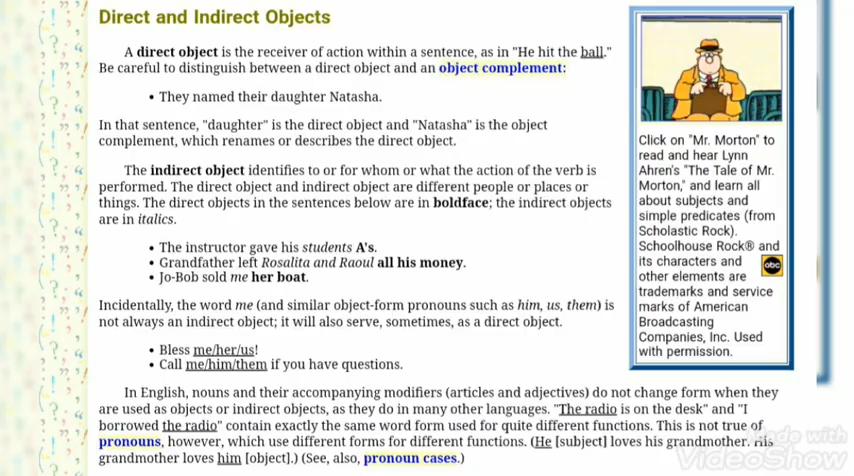 Direct and Indirect Objects
A direct object is the receiver of action within a sentence, as in "He hit the ball."
Be careful to distinguish between a direct object and an object complement:
• They named their daughter Natasha.
In that sentence, "daughter" is the direct object and "Natasha" is the object
complement, which renames or describes the direct object.
The indirect object identifies to or for whom or what the action of the verb is
performed. The direct object and indirect object are different people or places or
things. The direct objects in the sentences below are in boldface; the indirect objects
are in italics.
• The instructor gave his students A's.
• Grandfather left Rosalita and Raoul all his money.
• Jo-Bob sold me her boat.
Incidentally, the word me (and similar object-form pronouns such as him, us, them) is
not always an indirect object; it will also serve, sometimes, as a direct object.
• Bless me/her/us!
• Call me/him/them if you have questions.
In English, nouns and their accompanying modifiers (articles and adjectives) do not change form when they
are used as objects or indirect objects, as they do in many other languages. "The radio is on the desk" and "I
borrowed the radio" contain exactly the same word form used for quite different functions. This is not true of
pronouns, however, which use different forms for different functions. (He [subject] loves his grandmother. His
grandmother loves him [object].) (See, also, pronoun cases.)
Click on "Mr. Morton" to
read and hear Lynn
Ahren's "The Tale of Mr.
Morton," and learn all
about subjects and
simple predicates (from
Scholastic Rock).
Schoolhouse Rock® and
its characters and
other elements are
trademarks and service
marks of American
Broadcasting
Companies, Inc. Used
with permission.
abc
Made with
VideoShow